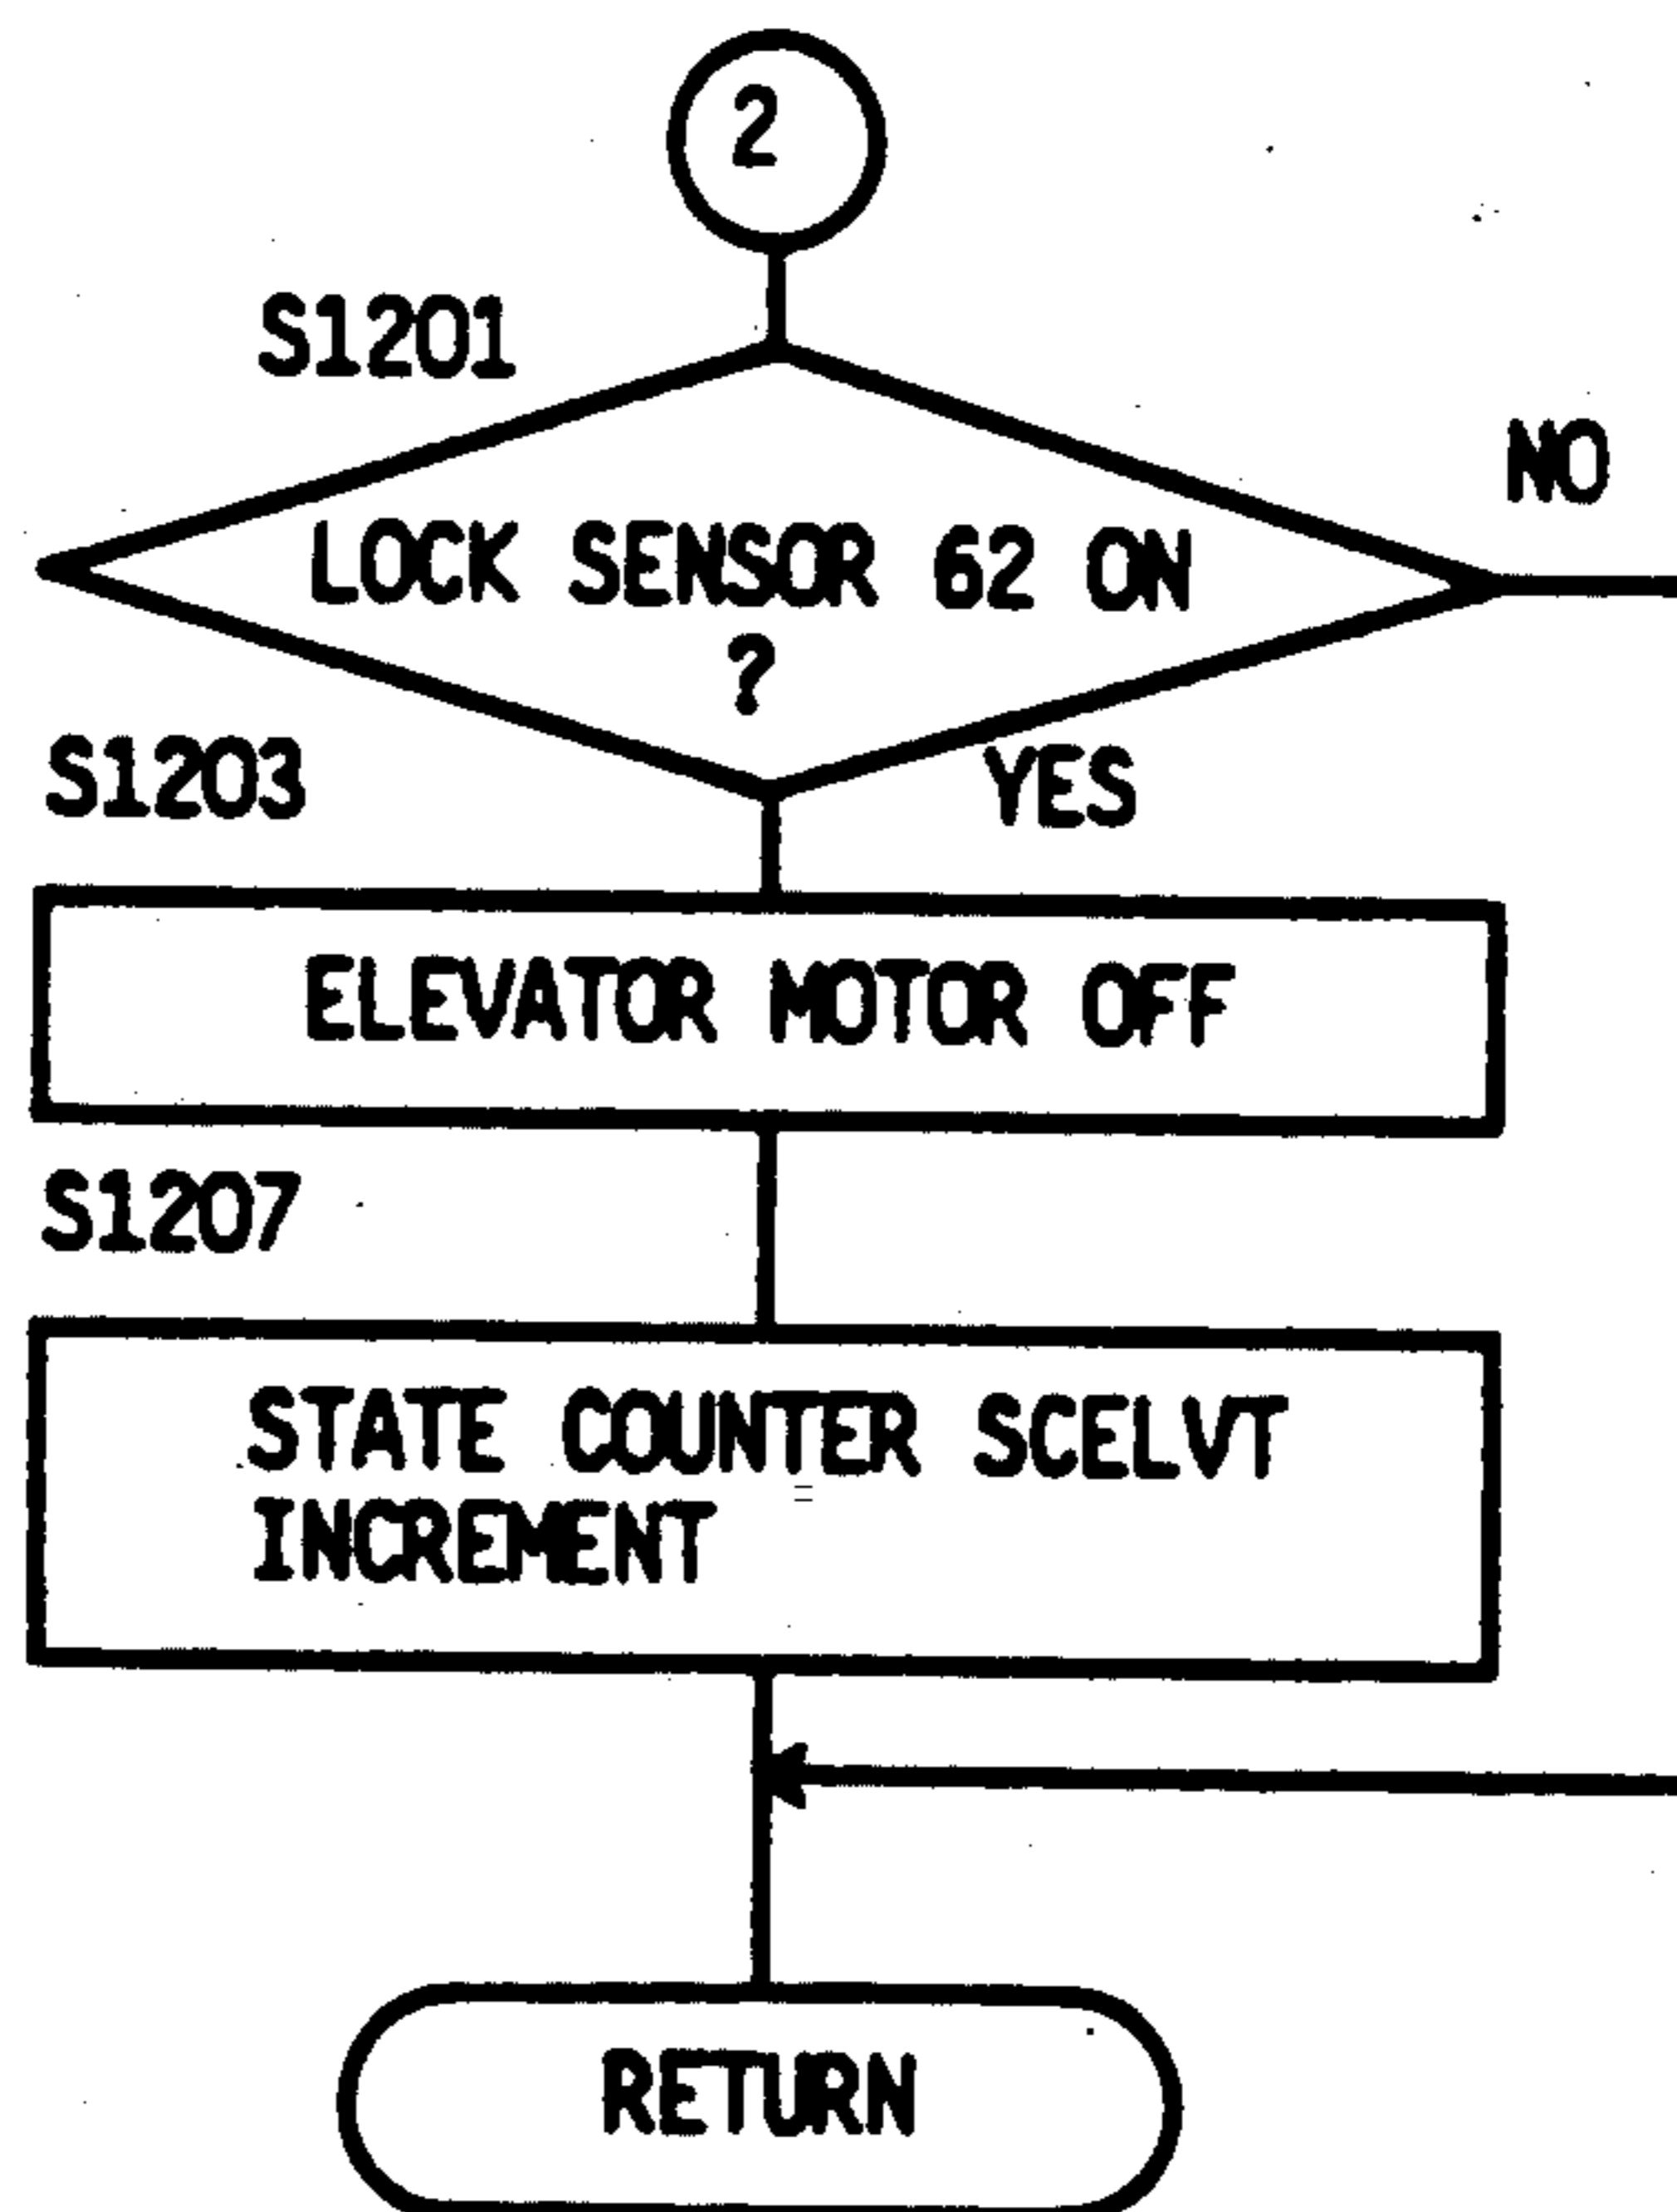 2
S1201
NO
LOCK SENSOR 62 ON
?
S1203
YES
ELEVATOR MOTOR OFF
S1207
STATE COUNTER SCELVT
INCREMENT
RETURN